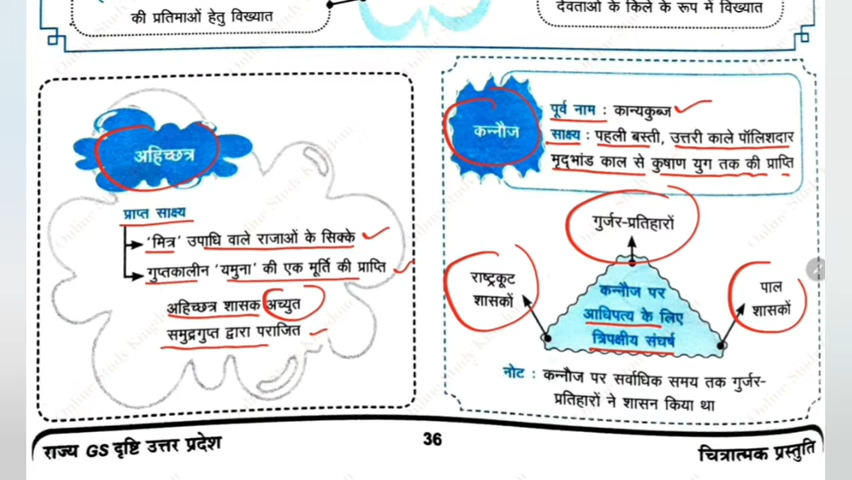 की प्रतिमाओं हेतु विख्यात
देवताओं के किले के रूप में विख्यात
अहिच्छत्र
प्राप्त साक्ष्य
'मित्र' उपाधि वाले राजाओं के सिक्के
गुप्तकालीन 'यमुना' की एक मूर्ति की प्राप्ति
अहिच्छत्र शासक अच्युत
समुद्रगुप्त द्वारा पराजित
कन्नौज
पूर्व नाम : कान्यकुब्ज
साक्ष्य : पहली बस्ती, उत्तरी काले पॉलिशदार
मृद्भांड काल से कुषाण युग तक की प्राप्ति
गुर्जर-प्रतिहारों
राष्ट्रकूट
शासकों
कन्नौज पर
आधिपत्य के लिए
त्रिपक्षीय संघर्ष
पाल
शासकों
नोट : कन्नौज पर सर्वाधिक समय तक गुर्जर-
प्रतिहारों ने शासन किया था
राज्य GS दृष्टि उत्तर प्रदेश
36
चित्रात्मक प्रस्तुति